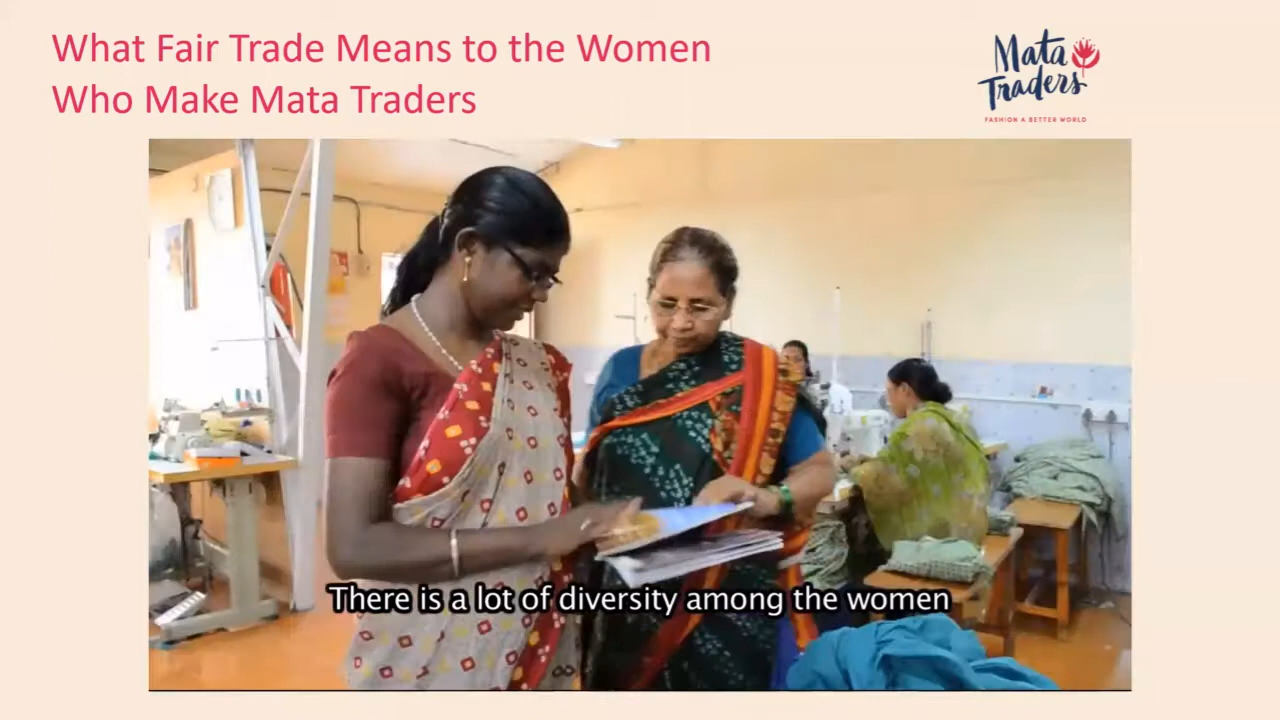 What Fair Trade Means to the Women
Who Make Mata Traders
Mata
Traders
FASHION A BETTER WORLD
There is a lot of diversity among the women